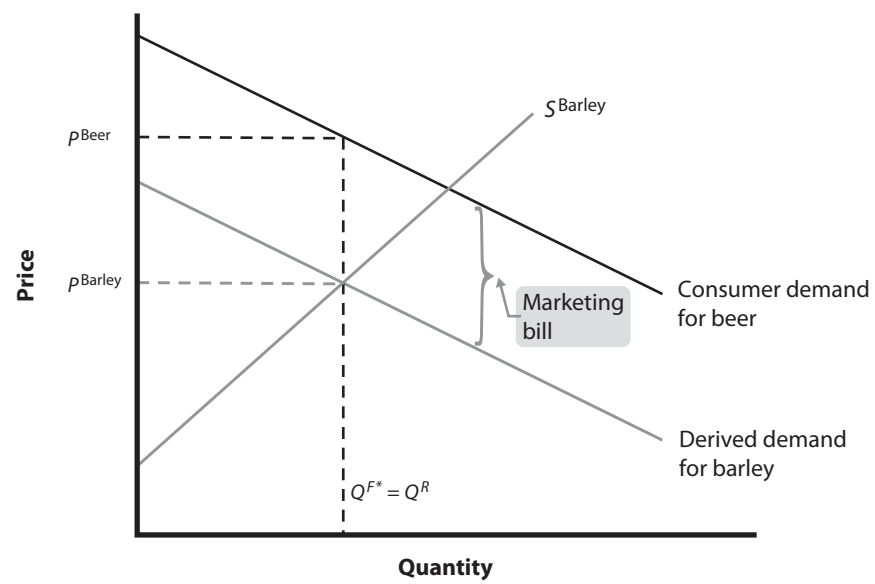 S^Barley
P^Beer
Price
P^Barley
Marketing
bill
Consumer demand
for beer
Derived demand
for barley
Q^F* = Q^R
Quantity